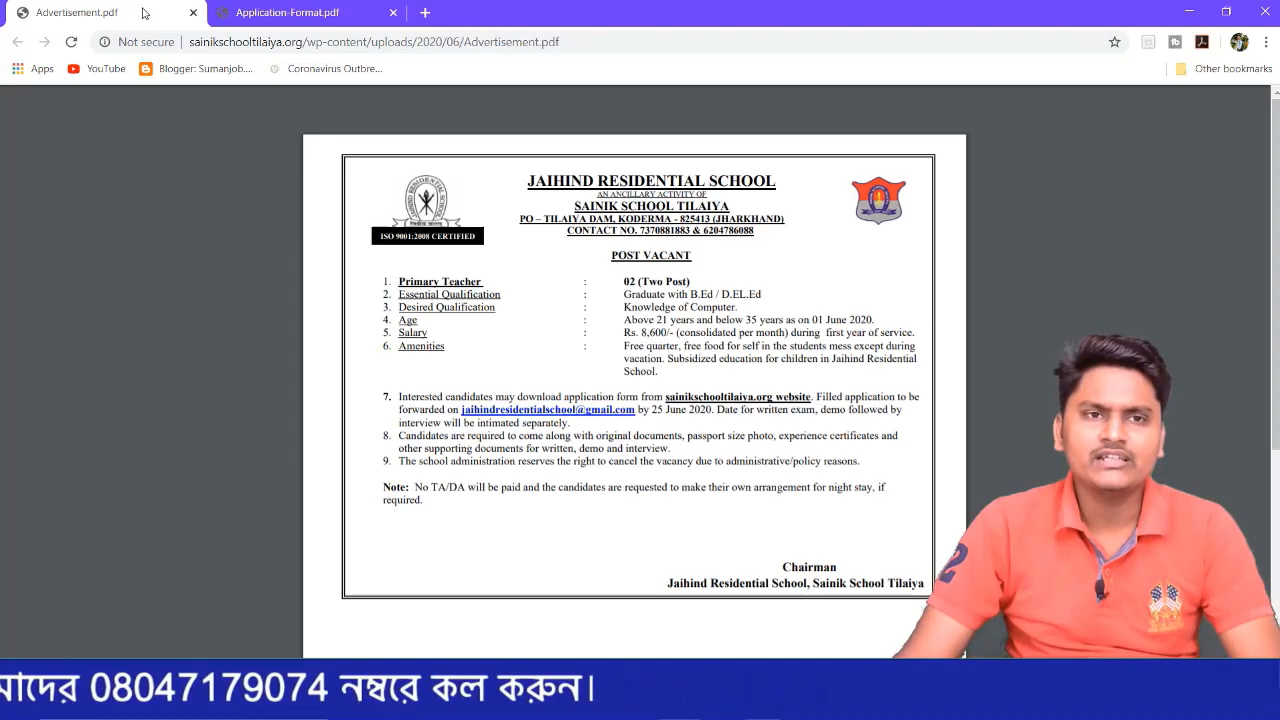 Advertisement.pdf
Application-Format.pdf
Not secure
sainikschooltilaiya.org/wp-content/uploads/2020/06/Advertisement.pdf
Apps
YouTube
Blogger: Sumanjob....
Coronavirus Outbre...
Other bookmarks
JAIHIND RESIDENTIAL SCHOOL
AN ANCILLARY ACTIVITY OF
SAINIK SCHOOL TILAIYA
PO – TILAIYA DAM, KODERMA - 825413 (JHARKHAND)
CONTACT NO. 7370881883 & 6204786088
ISO 9001:2008 CERTIFIED
POST VACANT
1. Primary Teacher : 02 (Two Post)
2. Essential Qualification : Graduate with B.Ed / D.EL.Ed
3. Desired Qualification : Knowledge of Computer.
4. Age : Above 21 years and below 35 years as on 01 June 2020.
5. Salary : Rs. 8,600/- (consolidated per month) during first year of service.
6. Amenities : Free quarter, free food for self in the students mess except during
vacation. Subsidized education for children in Jaihind Residential
School.
7. Interested candidates may download application form from sainikschooltilaiya.org website. Filled application to be
forwarded on jaihindresidentialschool@gmail.com by 25 June 2020. Date for written exam, demo followed by
interview will be intimated separately.
8. Candidates are required to come along with original documents, passport size photo, experience certificates and
other supporting documents for written, demo and interview.
9. The school administration reserves the right to cancel the vacancy due to administrative/policy reasons.
Note: No TA/DA will be paid and the candidates are requested to make their own arrangement for night stay, if
required.
Chairman
Jaihind Residential School, Sainik School Tilaiya
2
মাদের 08047179074 নম্বরে কল করুন।